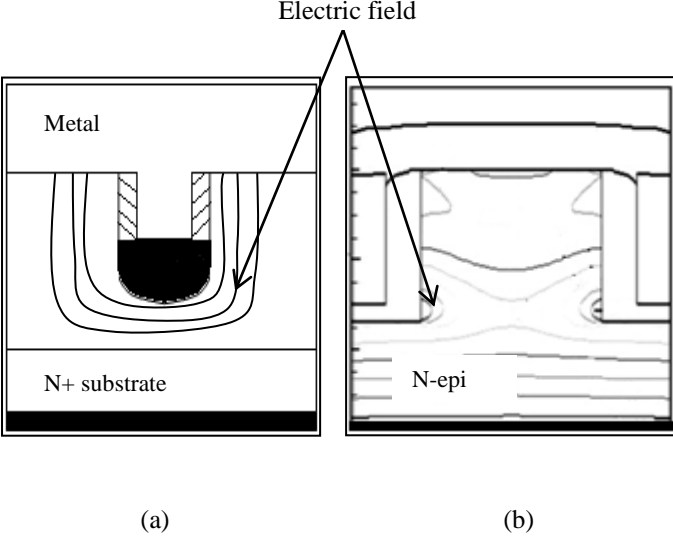 Electric field
Metal
N+ substrate
N-epi
(a)
(b)